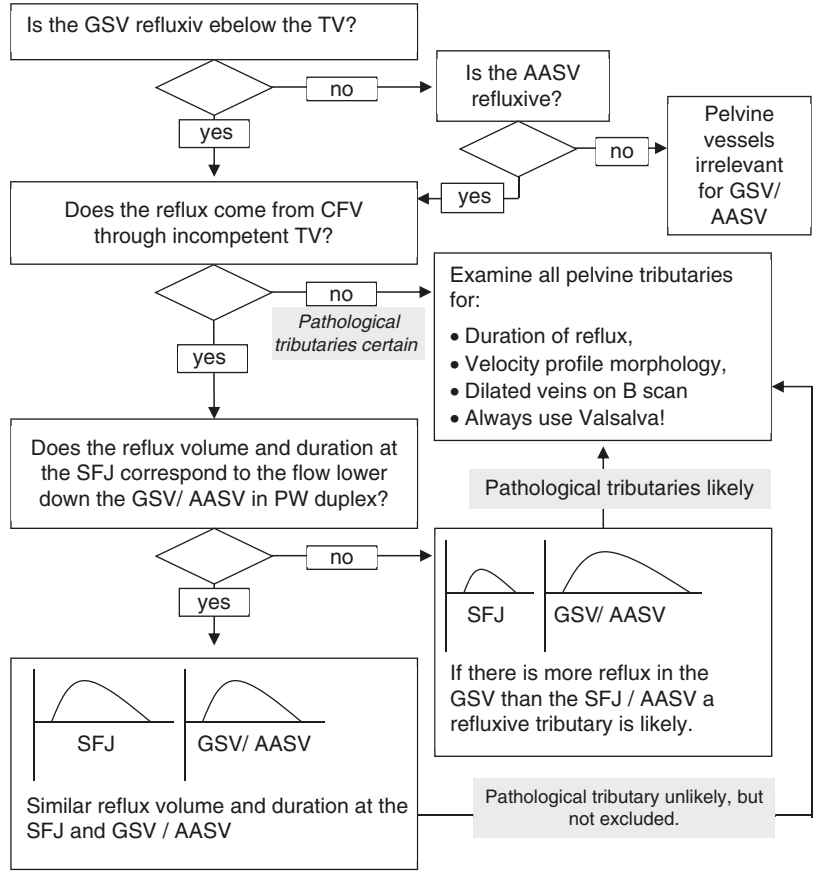 Is the GSV refluxiv ebelow the TV?
no
yes
Is the AASV
refluxive?
no
yes
Pelvine
vessels
irrelevant
for GSV/
AASV
Does the reflux come from CFV
through incompetent TV?
no
Pathological
tributaries certain
yes
Examine all pelvine tributaries
for:
• Duration of reflux,
• Velocity profile morphology,
• Dilated veins on B scan
• Always use Valsalva!
Does the reflux volume and duration at
the SFJ correspond to the flow lower
down the GSV/ AASV in PW duplex?
no
yes
Pathological tributaries likely
SFJ
GSV/ AASV
If there is more reflux in the
GSV than the SFJ / AASV a
refluxive tributary is likely.
SFJ
GSV/ AASV
Similar reflux volume and duration at the
SFJ and GSV / AASV
Pathological tributary unlikely, but
not excluded.